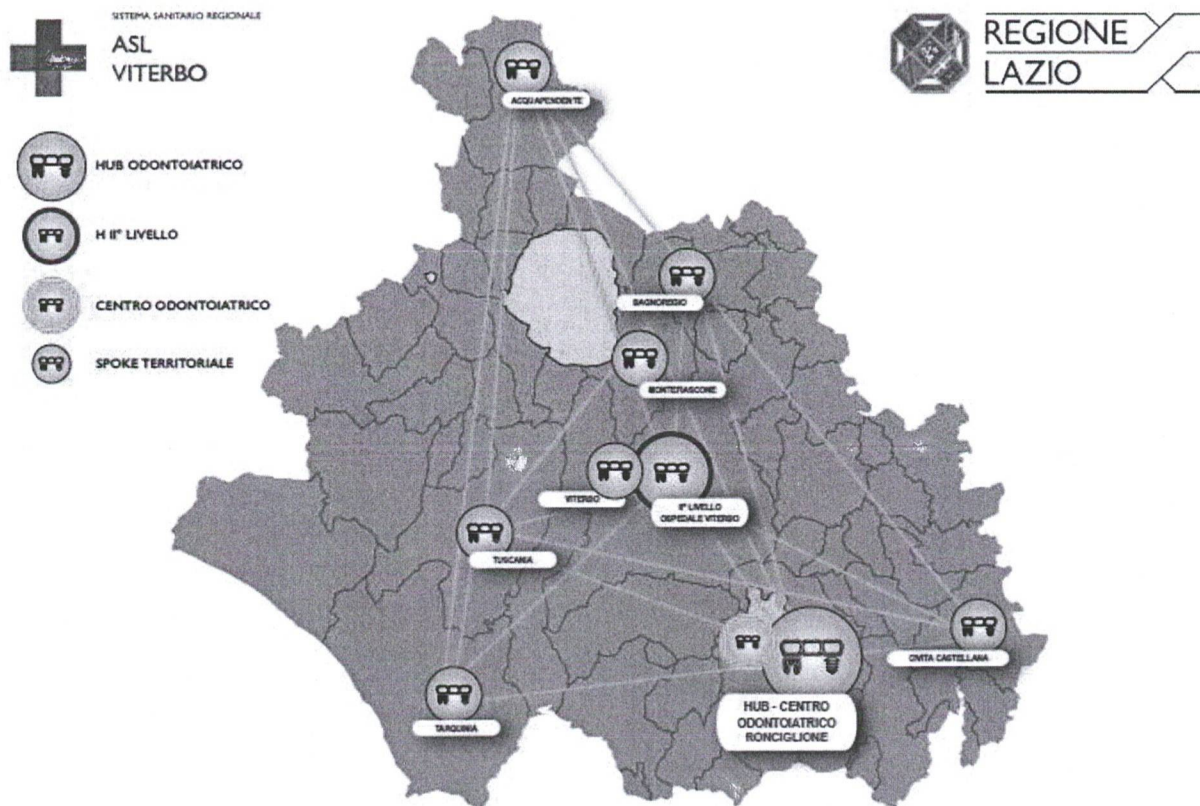 SISTEMA SANITARIO REGIONALE
ASL
VITERBO
REGIONE
LAZIO
HUB ODONTOIATRICO
H II° LIVELLO
CENTRO ODONTOIATRICO
SPOKE TERRITORIALE
ACQUAPENDENTE
BAGNOREGIO
MONTEFIASCONE
VITERBO
II° LIVELLO
OSPEDALE VITERBO
TUSCANIA
CIVITA CASTELLANA
HUB - CENTRO
ODONTOIATRICO
RONCIGLIONE
TARQUINIA